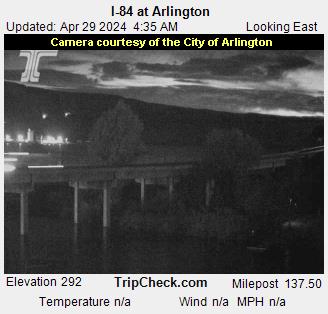 I-84 at Arlington
Updated: Apr 29 2024 4:35 AM Looking East
Camera courtesy of the City of Arlington
Elevation 292 TripCheck.com Milepost 137.50
Temperature n/a Wind n/a MPH n/a